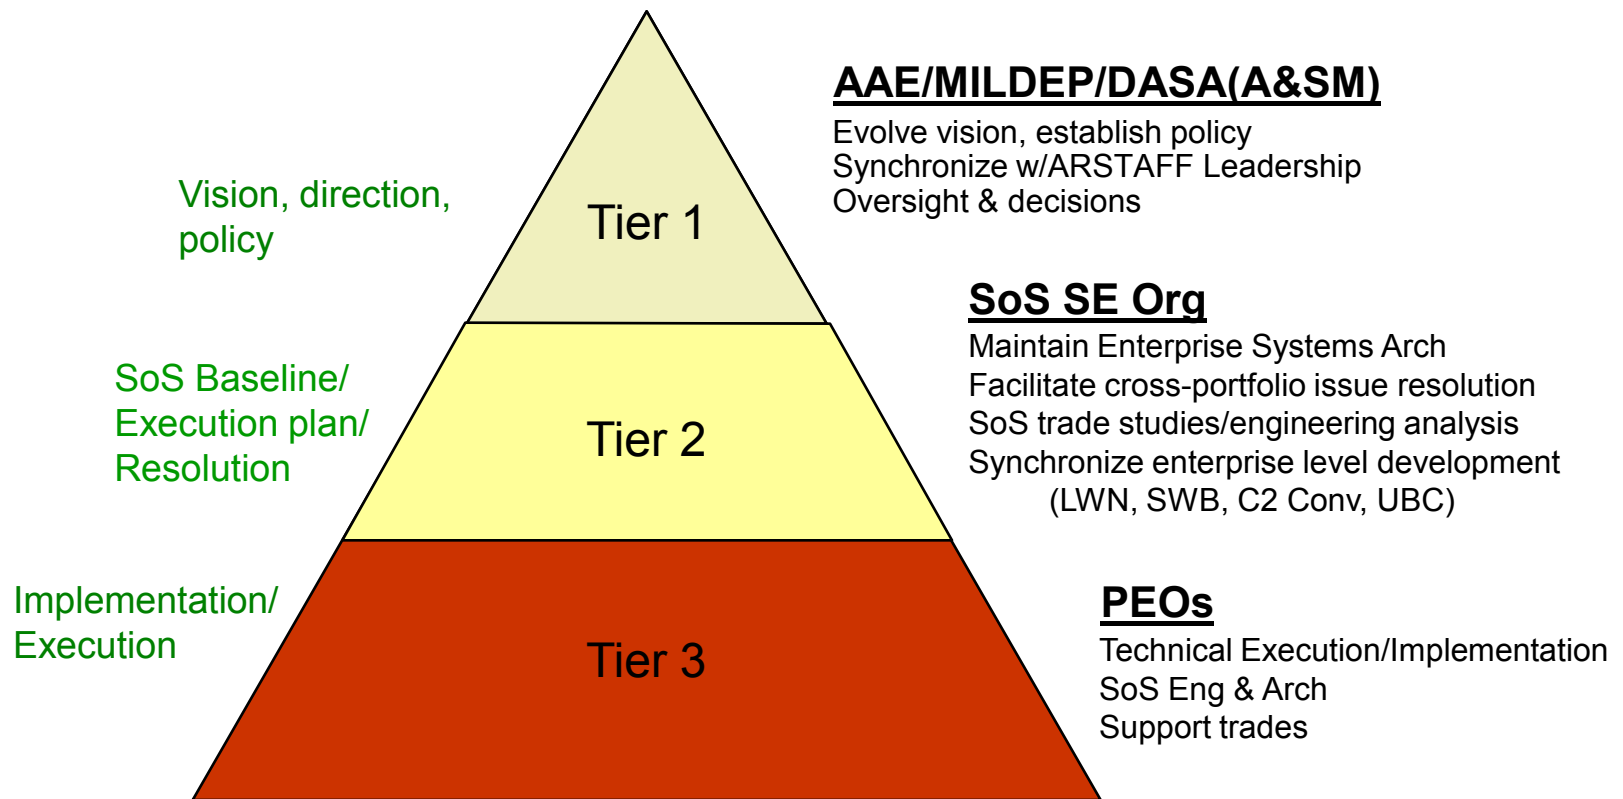 Vision, direction,
policy
Tier 1
AAE/MILDEP/DASA(A&SM)
Evolve vision, establish policy
Synchronize w/ARSTAFF Leadership
Oversight & decisions
SoS Baseline/
Execution plan/
Resolution
Tier 2
SoS SE Org
Maintain Enterprise Systems Arch
Facilitate cross-portfolio issue resolution
SoS trade studies/engineering analysis
Synchronize enterprise level development
(LWN, SWB, C2 Conv, UBC)
Implementation/
Execution
Tier 3
PEOs
Technical Execution/Implementation
SoS Eng & Arch
Support trades